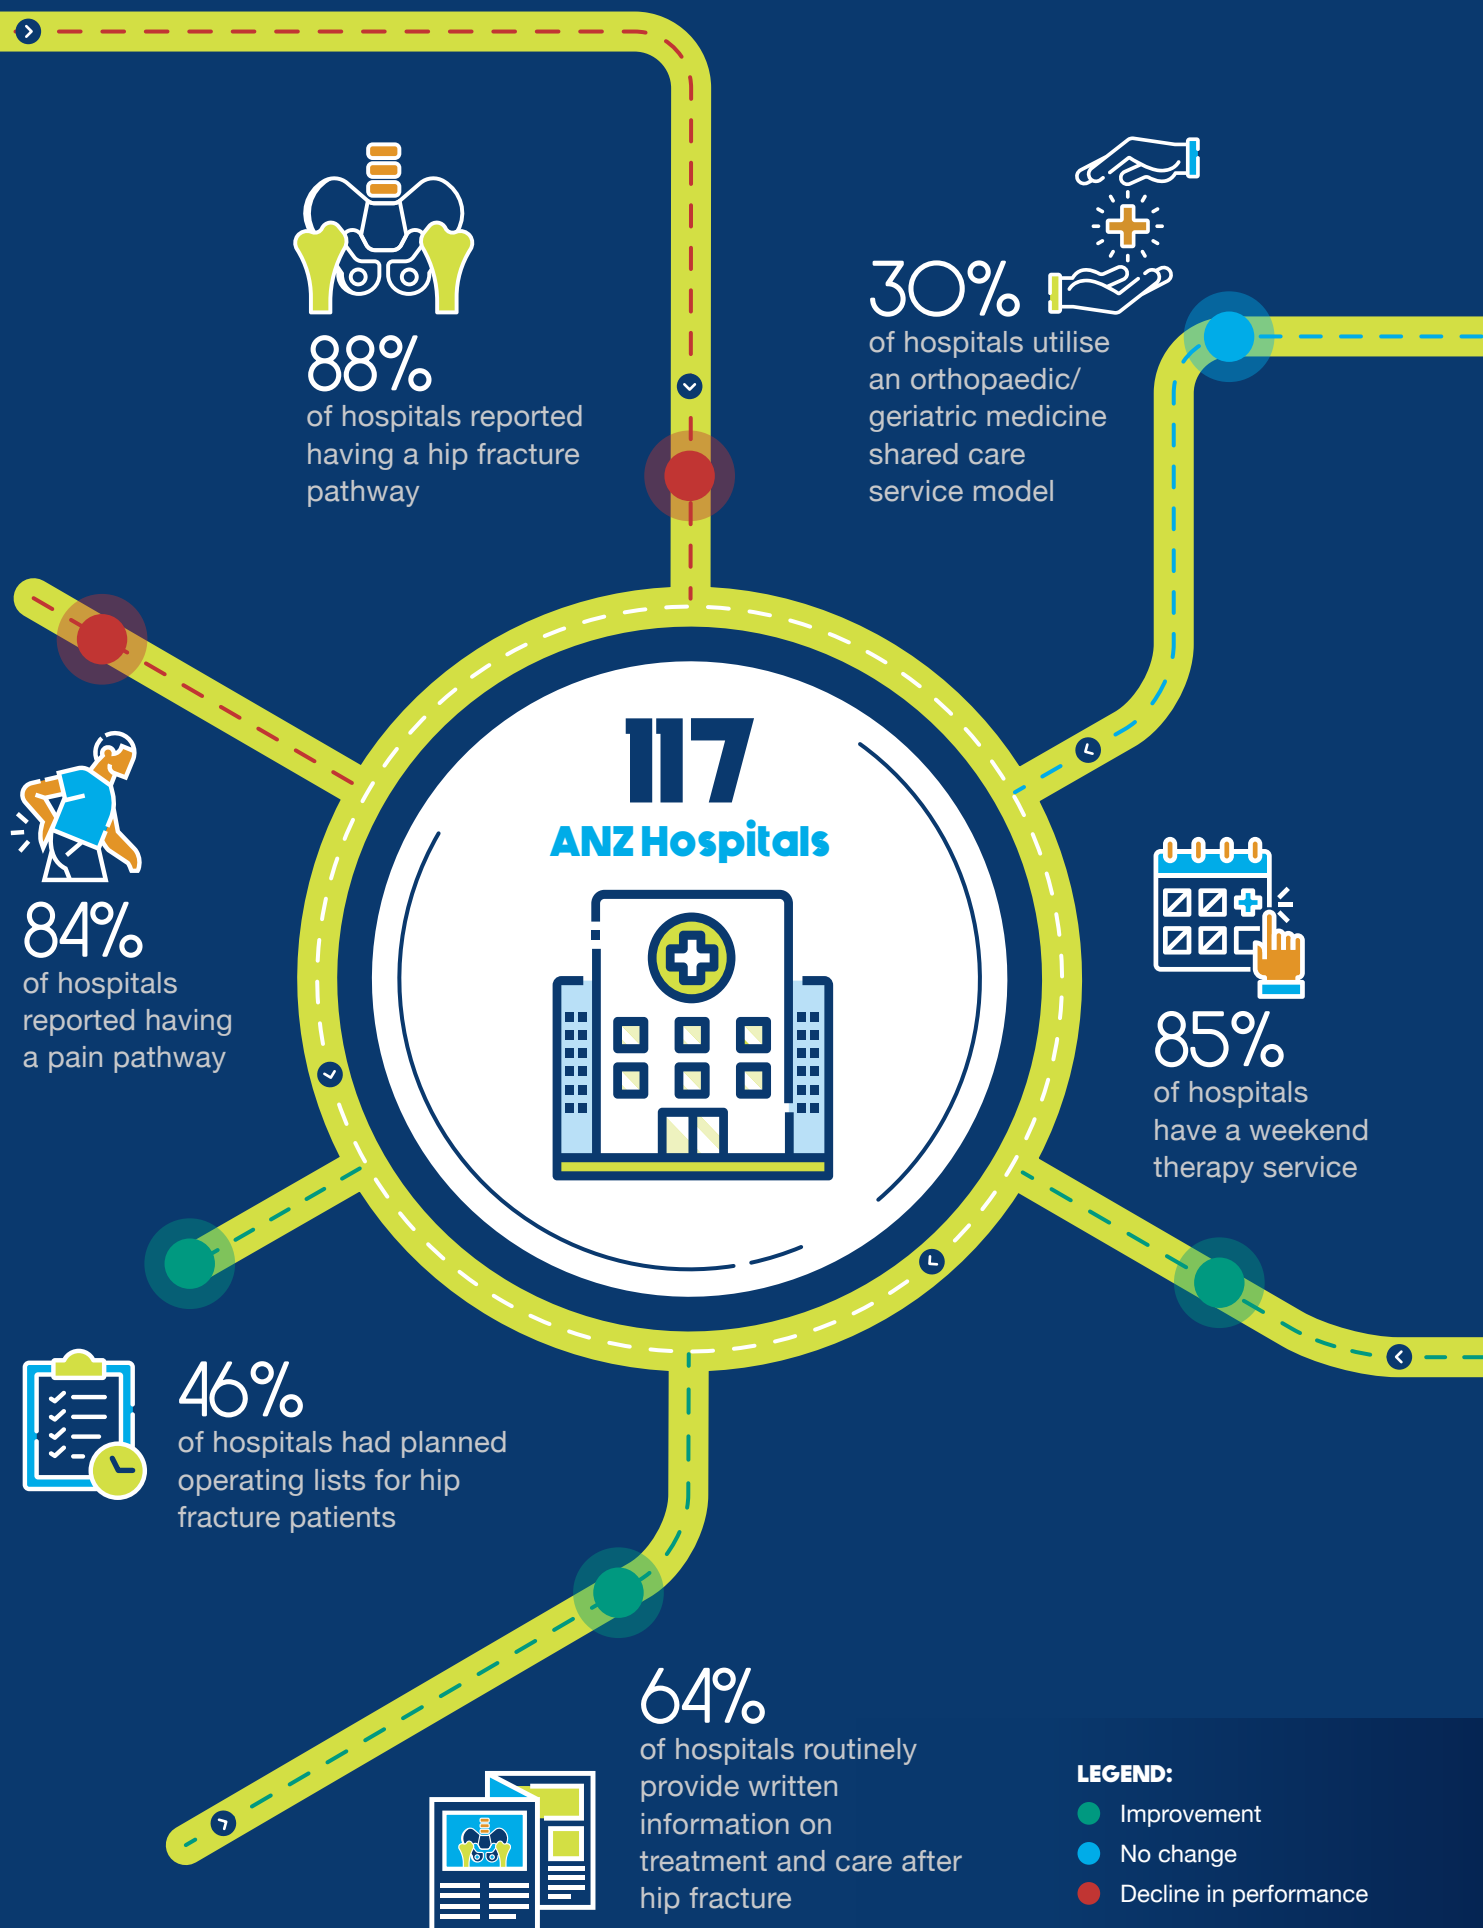 88%
of hospitals reported
having a hip fracture
pathway
30%
of hospitals utilise
an orthopaedic/
geriatric medicine
shared care
service model
117
ANZ Hospitals
84%
of hospitals
reported having
a pain pathway
85%
of hospitals
have a weekend
therapy service
46%
of hospitals had planned
operating lists for hip
fracture patients
64%
of hospitals routinely
provide written
information on
treatment and care after
hip fracture
LEGEND:
Improvement
No change
Decline in performance